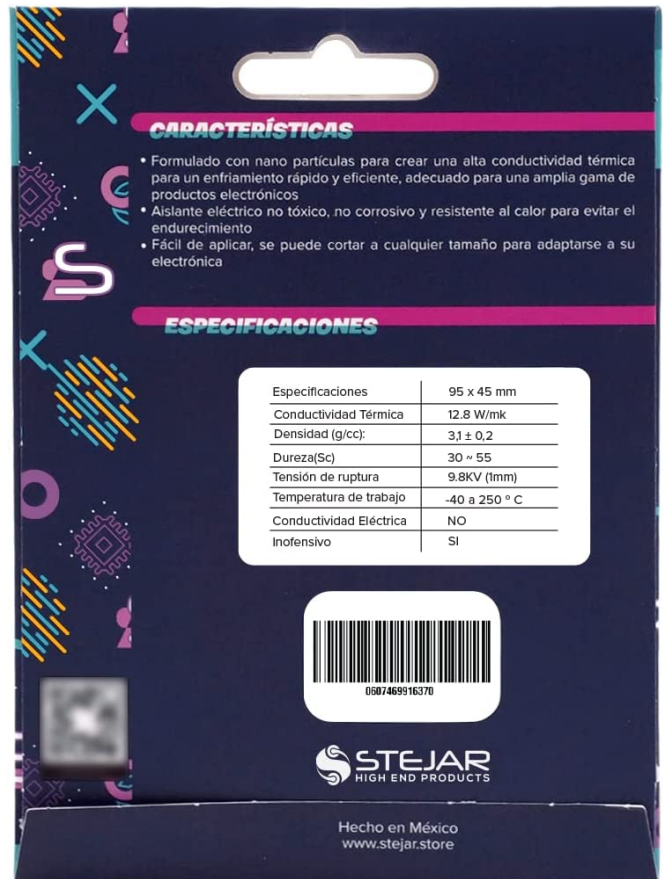 CARACTERÍSTICAS
• Formulado con nano partículas para crear una alta conductividad térmica
para un enfriamiento rápido y eficiente, adecuado para una amplia gama de
productos electrónicos
• Aislante eléctrico no tóxico, no corrosivo y resistente al calor para evitar el
endurecimiento
• Fácil de aplicar, se puede cortar a cualquier tamaño para adaptarse a su
electrónica
ESPECIFICACIONES
Especificaciones 95 x 45 mm
Conductividad Térmica 12.8 W/mk
Densidad (g/cc): 3,1 ± 0,2
Dureza(Sc) 30 ~ 55
Tensión de ruptura 9.8KV (1mm)
Temperatura de trabajo -40 a 250 º C
Conductividad Eléctrica NO
Inofensivo SI
0607469916370
STEJAR
HIGH END PRODUCTS
Hecho en México
www.stejar.store